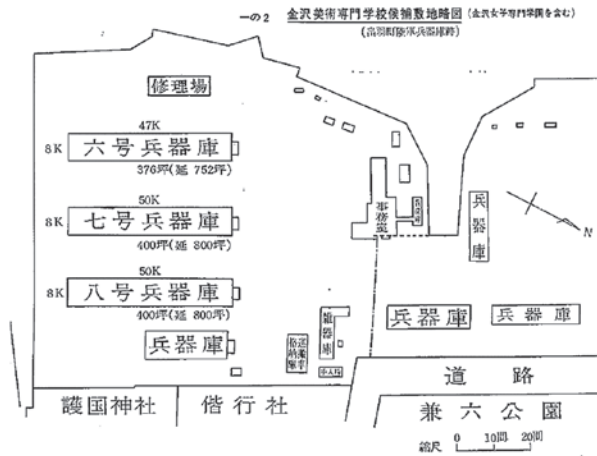 一の2 金沢美術専門学校候補敷地略図 (金沢女子専門学園を含む)
(出羽町陸軍兵器庫跡)
修理場
47K
8K 六号兵器庫
376坪(延 752坪)
50K
8K 七号兵器庫
400坪(延 800坪)
50K
8K 八号兵器庫
400坪(延 800坪)
兵器庫
事務室
兵器庫
N
雑器庫
兵器庫
兵器庫
道路
護国神社
偕行社
兼六公園
縮尺 0 10間 20間